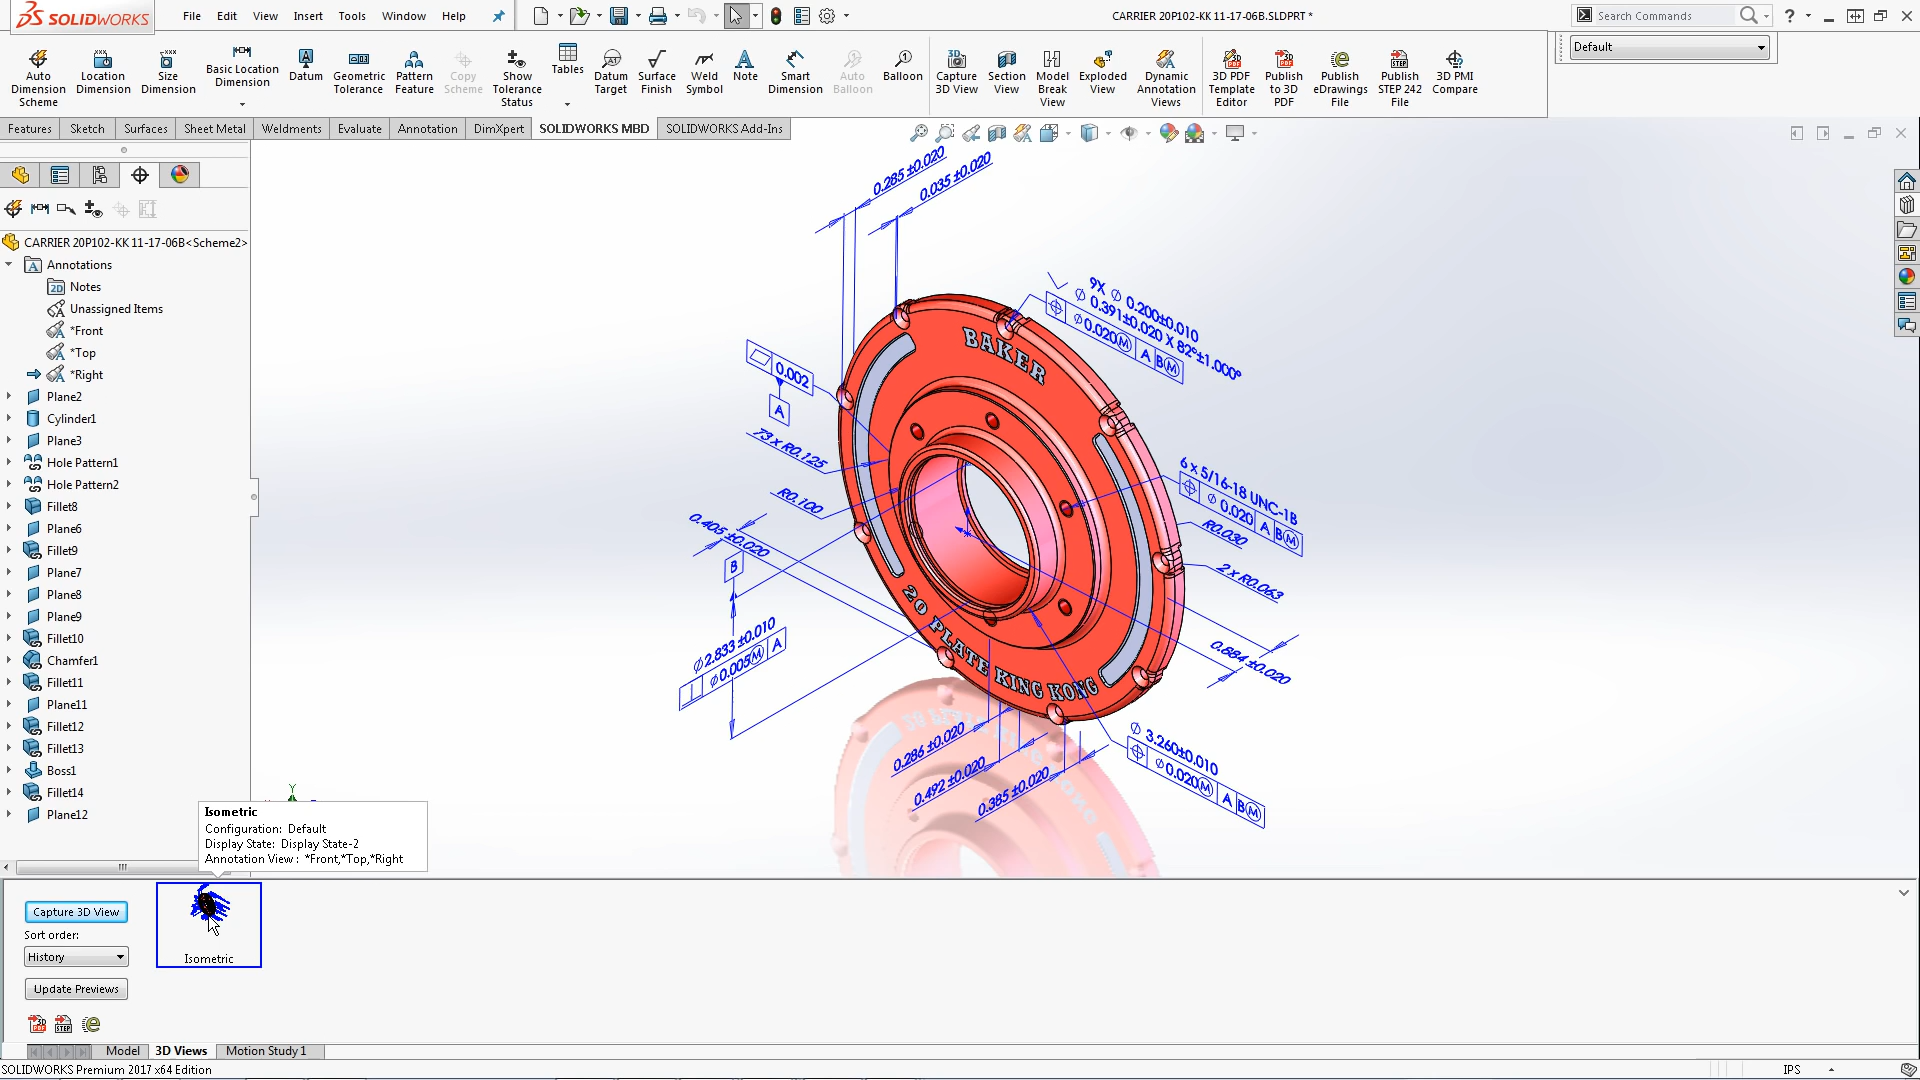 SOLIDWORKS
File Edit View Insert Tools Window Help
CARRIER 20P102-KK 11-17-06B.SLDPRT *
Search Commands
Default
Auto Dimension Scheme
Location Dimension
Size Dimension
Basic Location Dimension
Datum
Geometric Tolerance
Pattern Feature
Copy Scheme
Show Tolerance Status
Tables
Datum Target
Surface Finish
Weld Symbol
Note
Smart Dimension
Auto Balloon
Balloon
Capture 3D View
Section View
Model Break View
Exploded View
Dynamic Annotation Views
3D PDF Template Editor
Publish to 3D PDF
Publish eDrawings File
Publish STEP 242 File
3D PMI Compare
Features Sketch Surfaces Sheet Metal Weldments Evaluate Annotation DimXpert SOLIDWORKS MBD SOLIDWORKS Add-Ins
CARRIER 20P102-KK 11-17-06B<Scheme2>
Annotations
Notes
Unassigned Items
*Front
*Top
*Right
Plane2
Cylinder1
Plane3
Hole Pattern1
Hole Pattern2
Fillet8
Plane6
Fillet9
Plane7
Plane8
Plane9
Fillet10
Chamfer1
Fillet11
Plane11
Fillet12
Fillet13
Boss1
Fillet14
Plane12
0.285 ±0.020
0.035 ±0.020
9X ∅ 0.200±0.010
∅ 0.391±0.020 X 82°±1.000°
∅0.020Ⓜ A BⓂ
0.002
A
73 x R0.125
R0.100
0.405 ±0.020
B
∅2.833 ±0.010
∅0.005Ⓜ A
BAKER
20 PLATE KING KONG
6 x 5/16-18 UNC-1B
∅ 0.020 A BⓂ
R0.030
2 x R0.063
0.884 ±0.020
∅ 3.260±0.010
∅0.020Ⓜ A BⓂ
0.286 ±0.020
0.492 ±0.020
0.385 ±0.020
Y
Isometric
Configuration: Default
Display State: Display State-2
Annotation View : *Front,*Top,*Right
Capture 3D View
Sort order:
History
Update Previews
Isometric
Model 3D Views Motion Study 1
SOLIDWORKS Premium 2017 x64 Edition
IPS